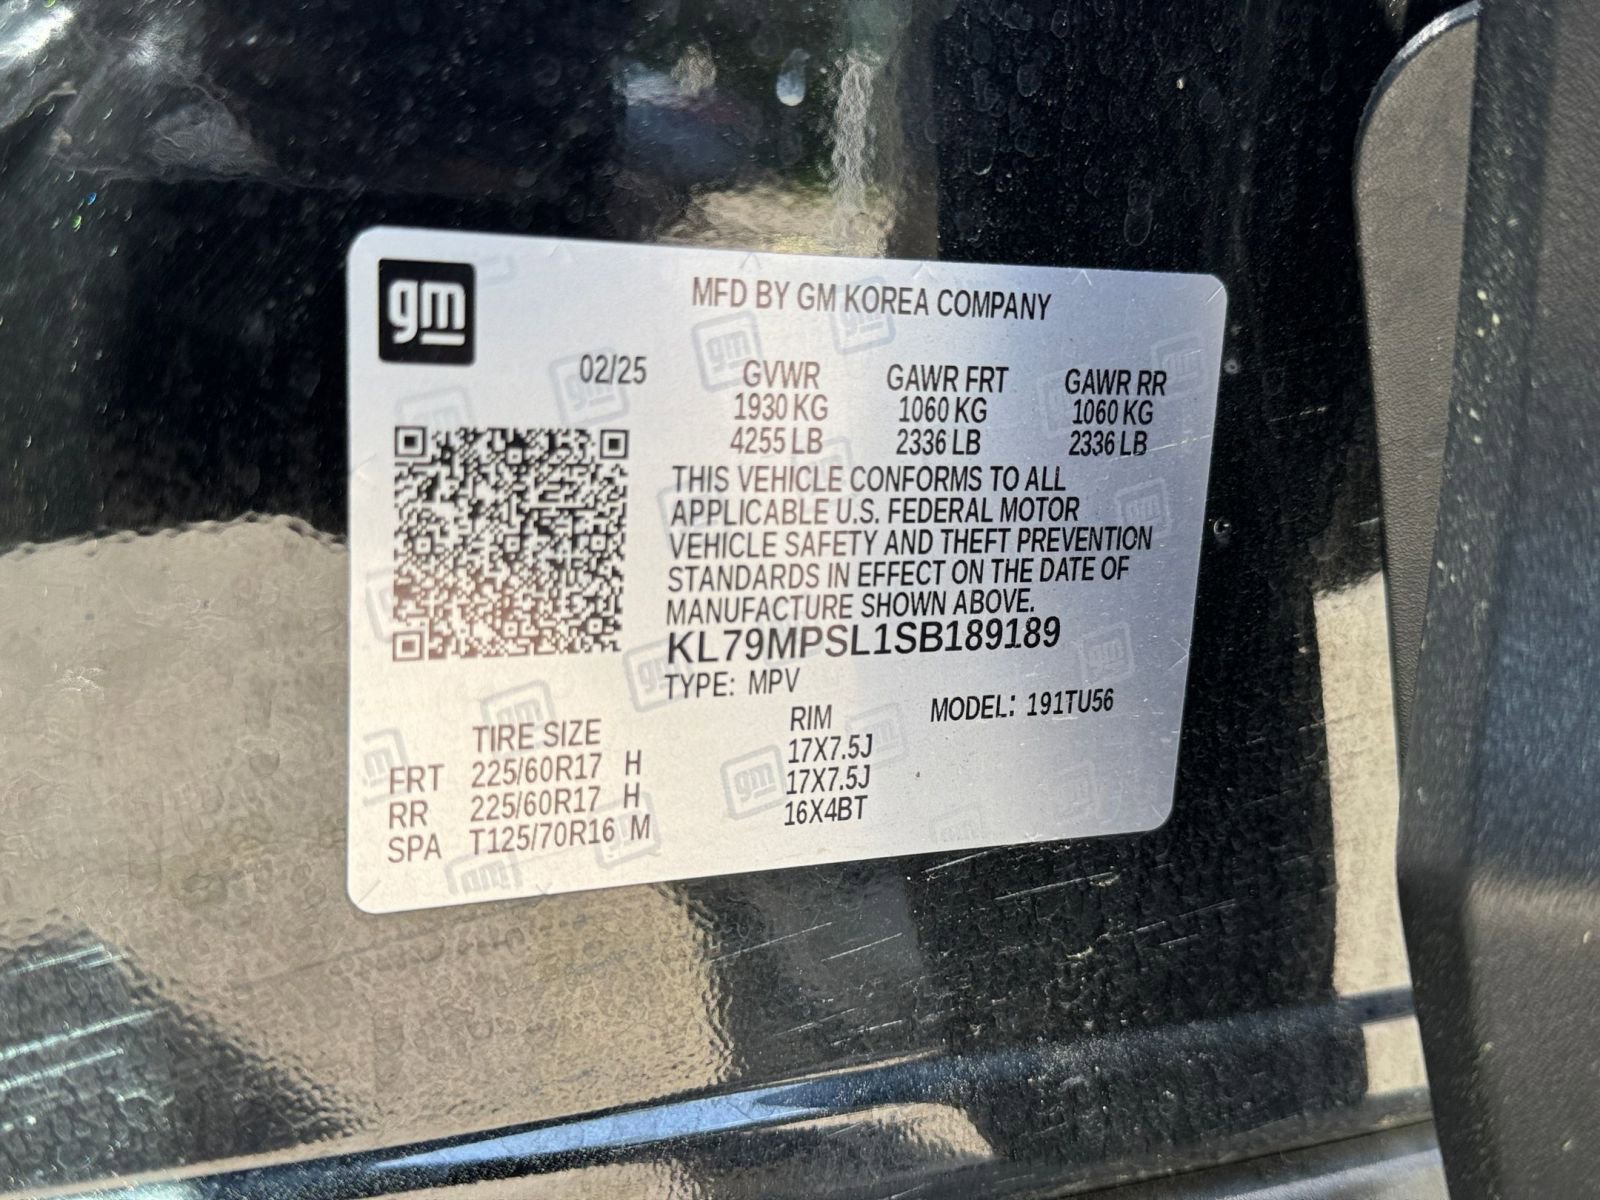 gm
MFD BY GM KOREA COMPANY
02/25 GVWR GAWR FRT GAWR RR
1930 KG 1060 KG 1060 KG
4255 LB 2336 LB 2336 LB
THIS VEHICLE CONFORMS TO ALL
APPLICABLE U.S. FEDERAL MOTOR
VEHICLE SAFETY AND THEFT PREVENTION
STANDARDS IN EFFECT ON THE DATE OF
MANUFACTURE SHOWN ABOVE.
KL79MPSL1SB189189
TYPE: MPV MODEL: 191TU56
TIRE SIZE RIM
FRT 225/60R17 H 17X7.5J
RR 225/60R17 H 17X7.5J
SPA T125/70R16 M 16X4BT